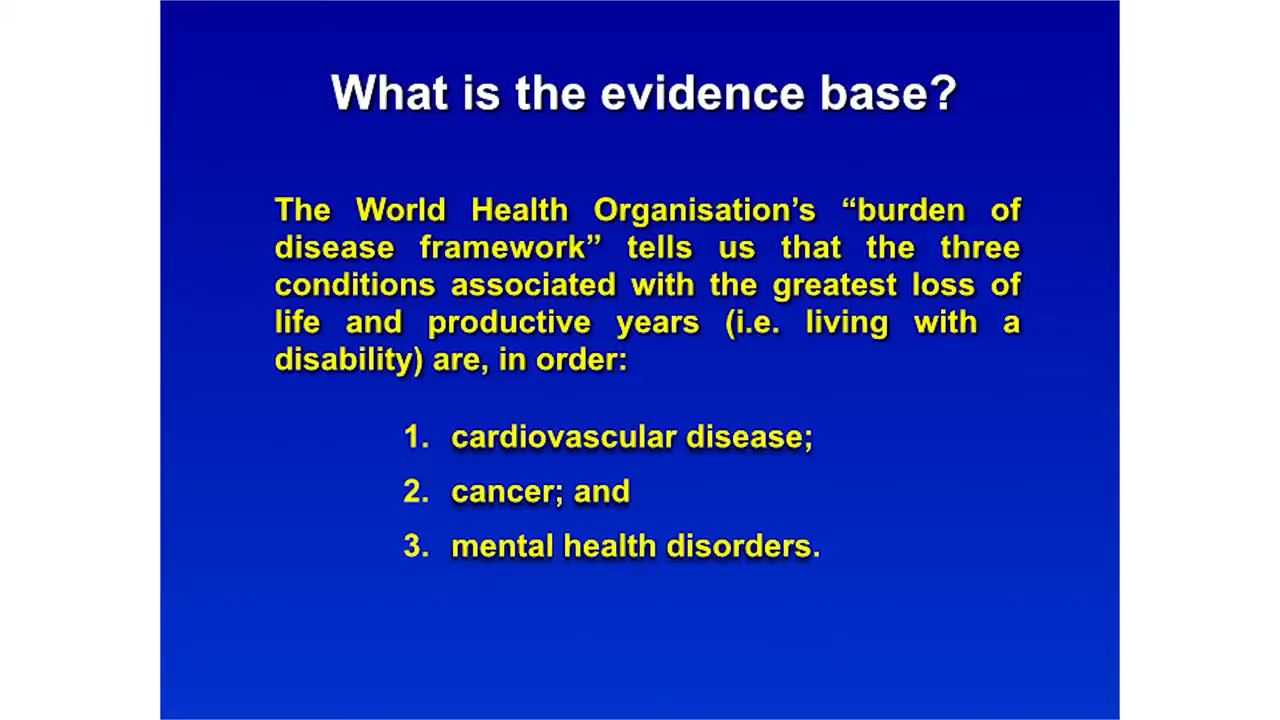 What is the evidence base?
The World Health Organisation’s “burden of
disease framework” tells us that the three
conditions associated with the greatest loss of
life and productive years (i.e. living with a
disability) are, in order:
1. cardiovascular disease;
2. cancer; and
3. mental health disorders.